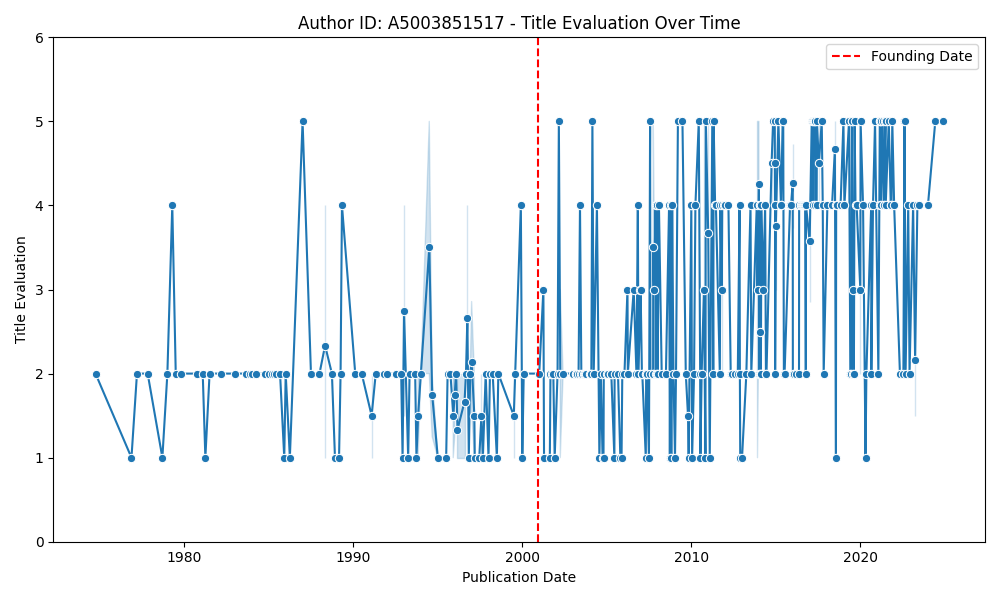 Author ID: A5003851517 - Title Evaluation Over Time
Founding Date
Title Evaluation
6
5
4
3
2
1
0
1980 1990 2000 2010 2020
Publication Date